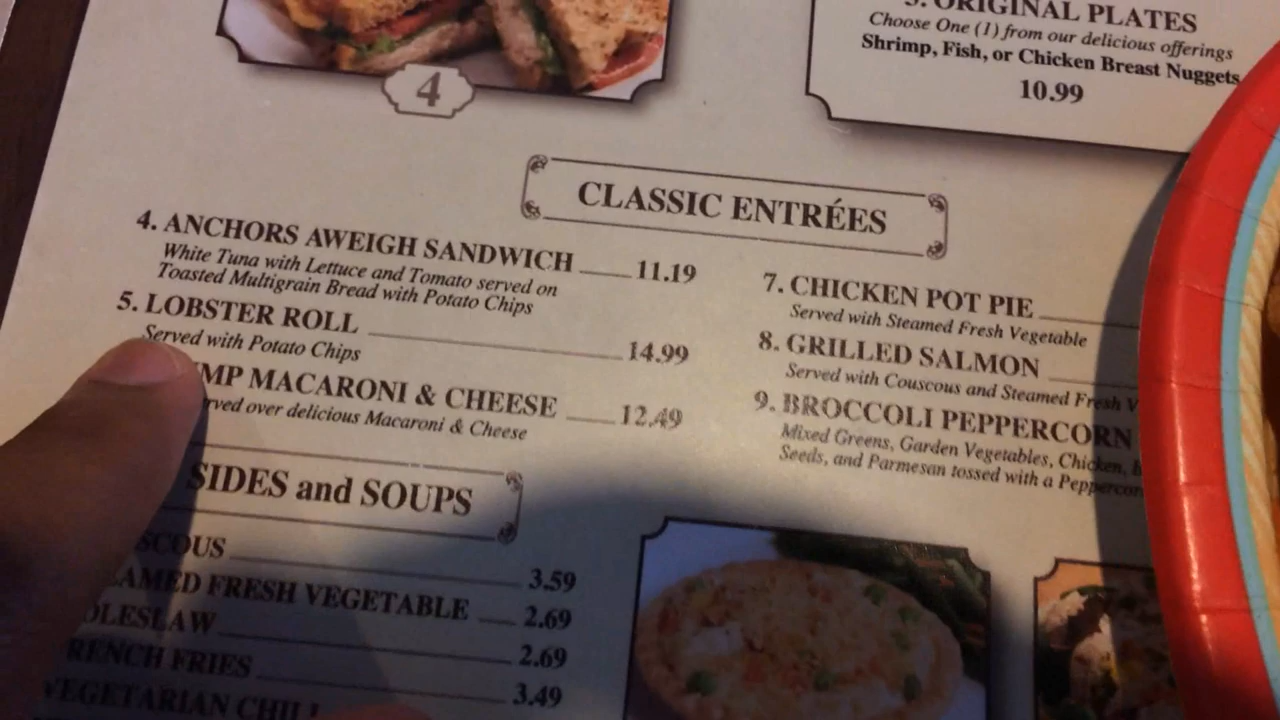 4
3. ORIGINAL PLATES
Choose One (1) from our delicious offerings
Shrimp, Fish, or Chicken Breast Nuggets
10.99
CLASSIC ENTRÉES
4. ANCHORS AWEIGH SANDWICH 11.19
White Tuna with Lettuce and Tomato served on
Toasted Multigrain Bread with Potato Chips
5. LOBSTER ROLL 14.99
Served with Potato Chips
MP MACARONI & CHEESE 12.49
rved over delicious Macaroni & Cheese
7. CHICKEN POT PIE
Served with Steamed Fresh Vegetable
8. GRILLED SALMON
Served with Couscous and Steamed Fresh V
9. BROCCOLI PEPPERCORN
Mixed Greens, Garden Vegetables, Chicken,
Seeds, and Parmesan tossed with a Peppercor
SIDES and SOUPS
SCOUS 3.59
AMED FRESH VEGETABLE 2.69
OLESLAW 2.69
RENCH FRIES 3.49
VEGETARIAN CHILI